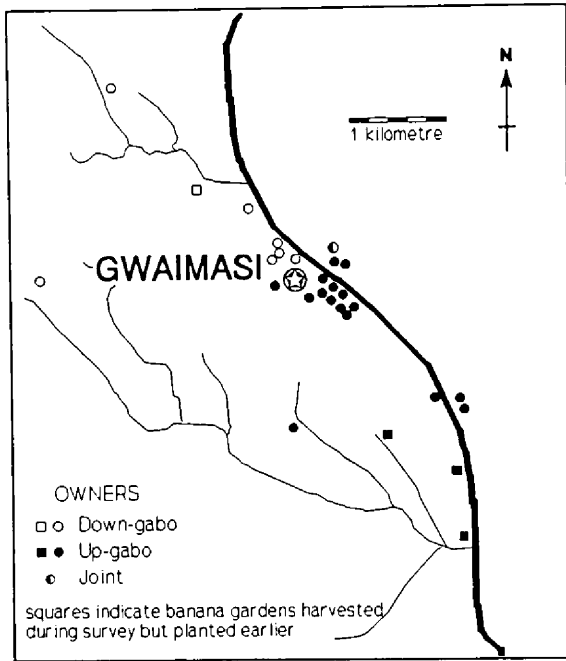 N
1 kilometre
GWAIMASI
OWNERS
Down-gabo
Up-gabo
Joint
squares indicate banana gardens harvested
during survey but planted earlier